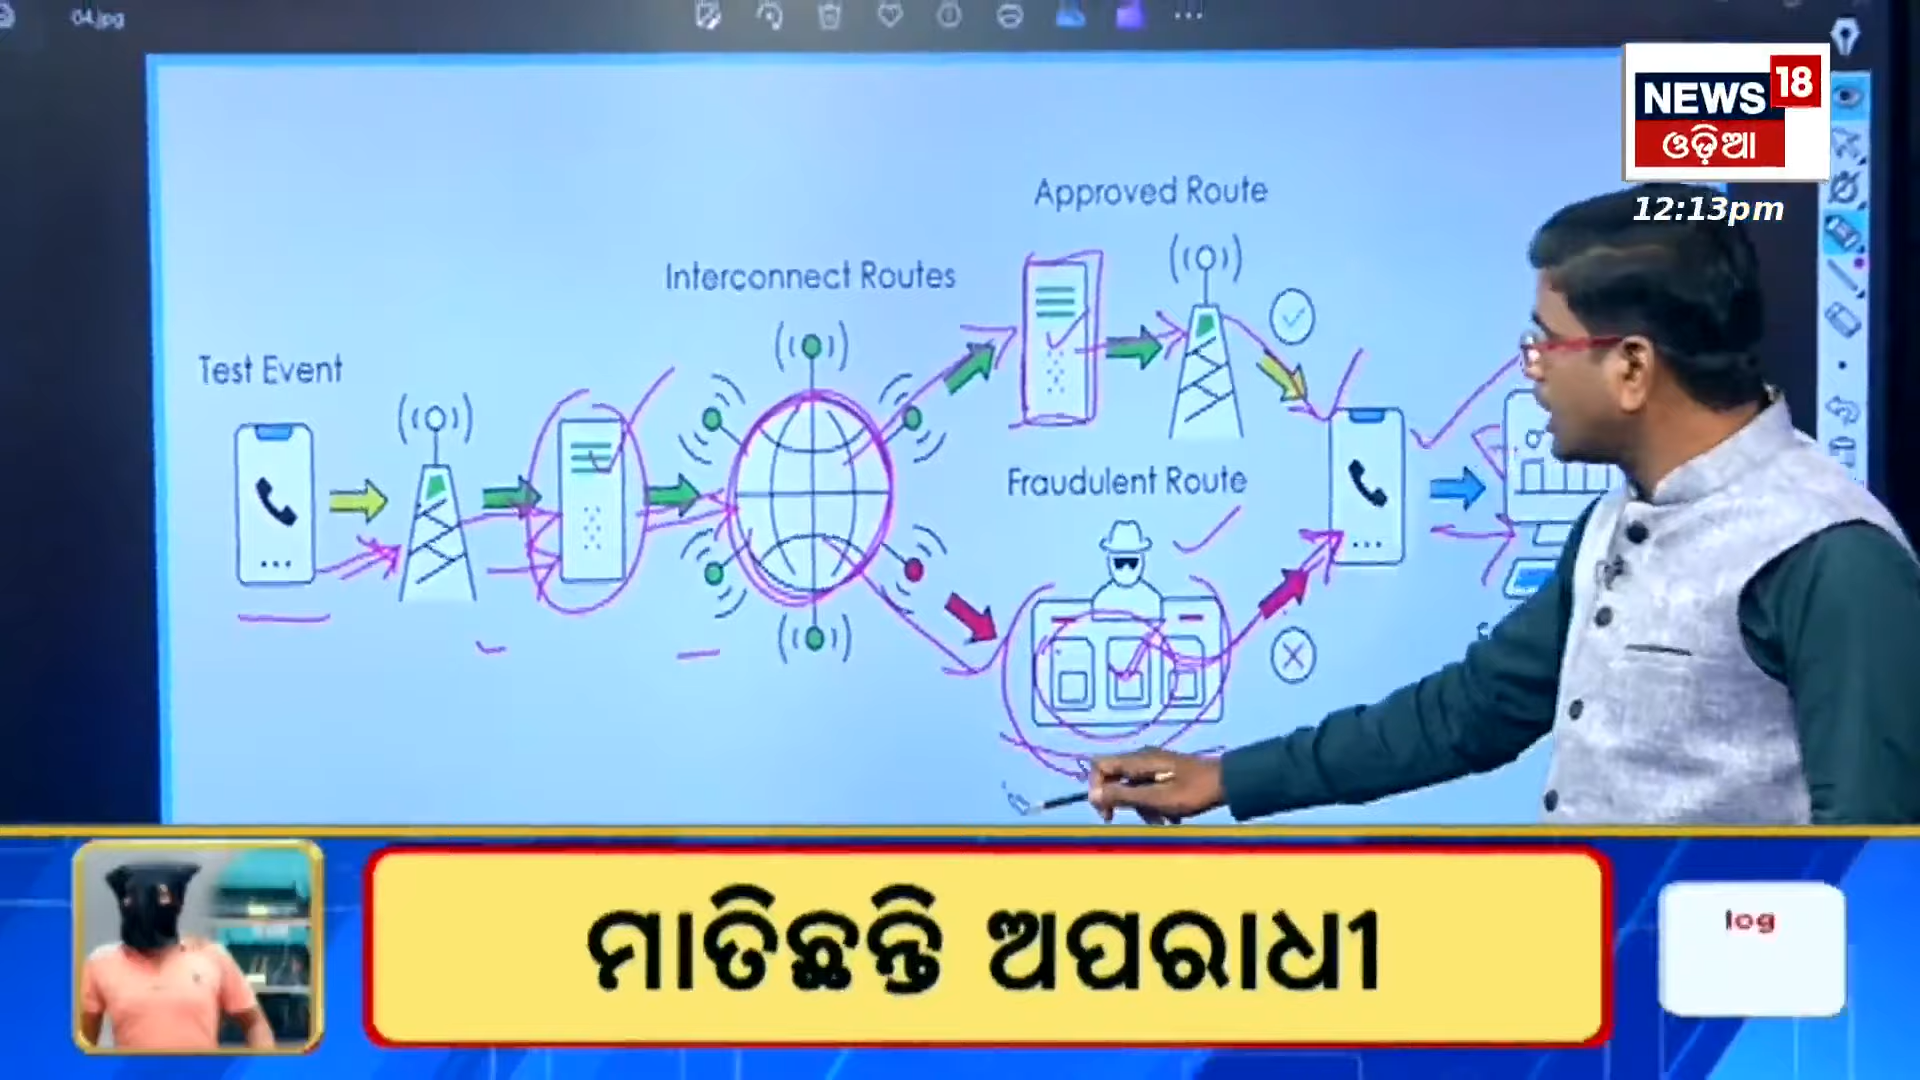 04.jpg
NEWS 18
ଓଡ଼ିଆ
12:13pm
Approved Route
Interconnect Routes
Test Event
Fraudulent Route
ମାତିଛନ୍ତି ଅପରାଧୀ
log